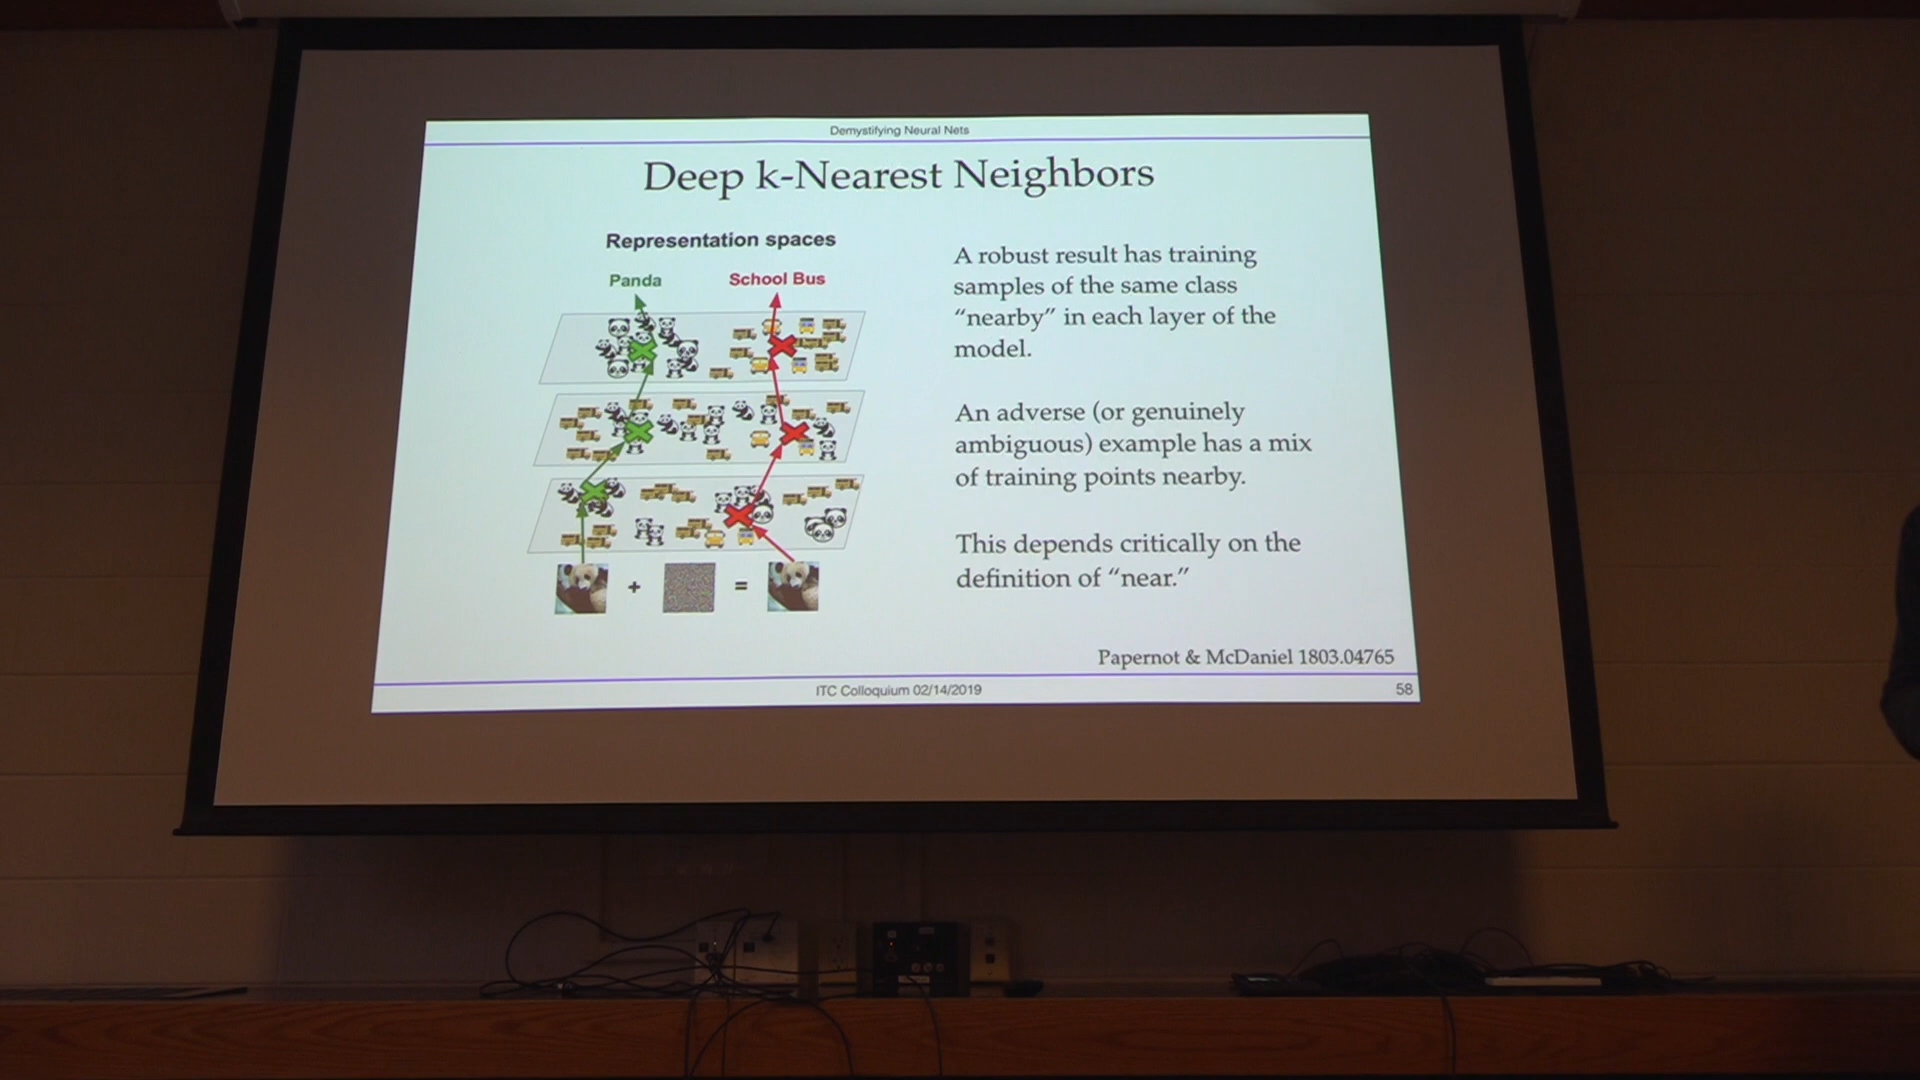 Demystifying Neural Nets
Deep k-Nearest Neighbors
Representation spaces
Panda
School Bus
A robust result has training
samples of the same class
“nearby” in each layer of the
model.
An adverse (or genuinely
ambiguous) example has a mix
of training points nearby.
This depends critically on the
definition of “near.”
+
=
Papernot & McDaniel 1803.04765
ITC Colloquium 02/14/2019
58